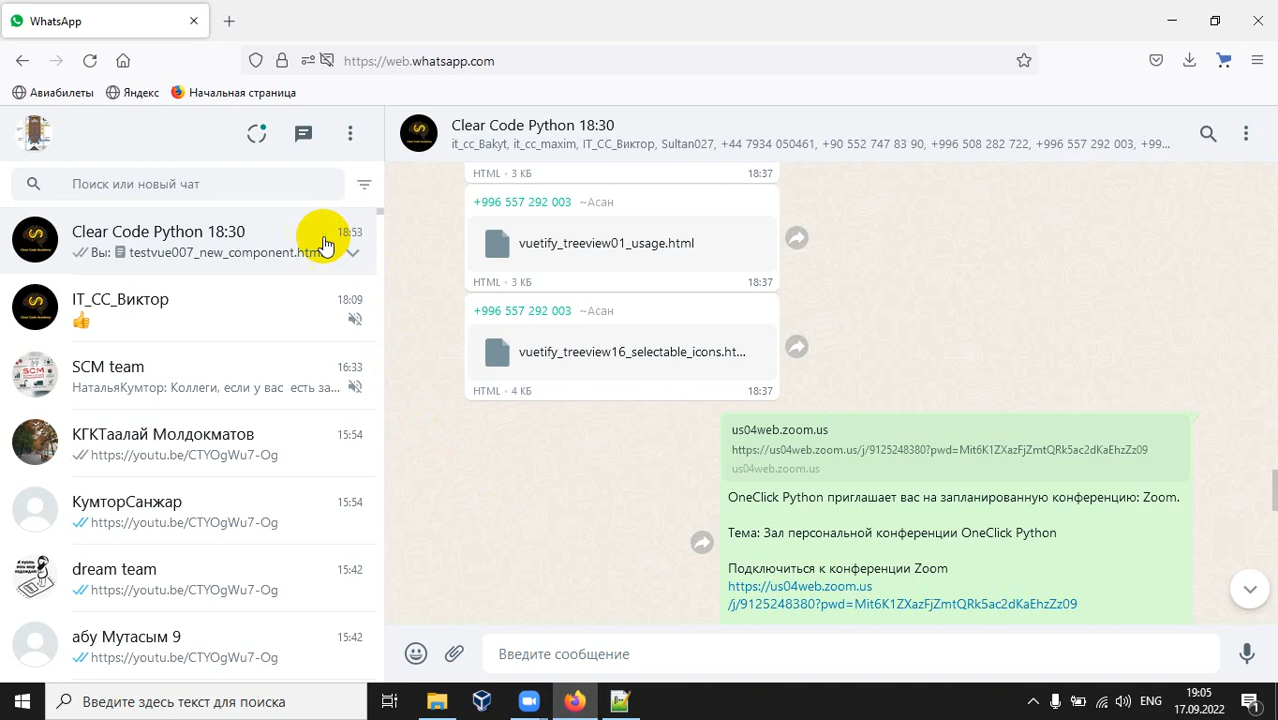 WhatsApp
https://web.whatsapp.com
Авиабилеты
Яндекс
Начальная страница
Поиск или новый чат
Clear Code Python 18:30
18:53
Вы: testvue007_new_component.htm
IT_CC_Виктор
18:09
SCM team
16:33
НатальяКумтор: Коллеги, если у вас есть за...
КГКТаалай Молдокматов
15:54
https://youtu.be/CTYOgWu7-Og
КумторСанжар
15:54
https://youtu.be/CTYOgWu7-Og
dream team
15:42
https://youtu.be/CTYOgWu7-Og
абу Мутасым 9
15:42
https://youtu.be/CTYOgWu7-Og
Clear Code Python 18:30
it_cc_Bakyt, it_cc_maxim, IT_CC_Виктор, Sultan027, +44 7934 050461, +90 552 747 83 90, +996 508 282 722, +996 557 292 003, +99...
HTML • 3 КБ
18:37
+996 557 292 003 ~Асан
vuetify_treeview01_usage.html
HTML • 3 КБ
18:37
+996 557 292 003 ~Асан
vuetify_treeview16_selectable_icons.ht...
HTML • 4 КБ
18:37
us04web.zoom.us
https://us04web.zoom.us/j/9125248380?pwd=Mit6K1ZXazFjZmtQRk5ac2dKaEhzZz09
us04web.zoom.us
OneClick Python приглашает вас на запланированную конференцию: Zoom.
Тема: Зал персональной конференции OneClick Python
Подключиться к конференции Zoom
https://us04web.zoom.us
/j/9125248380?pwd=Mit6K1ZXazFjZmtQRk5ac2dKaEhzZz09
Введите сообщение
Введите здесь текст для поиска
ENG
19:05
17.09.2022